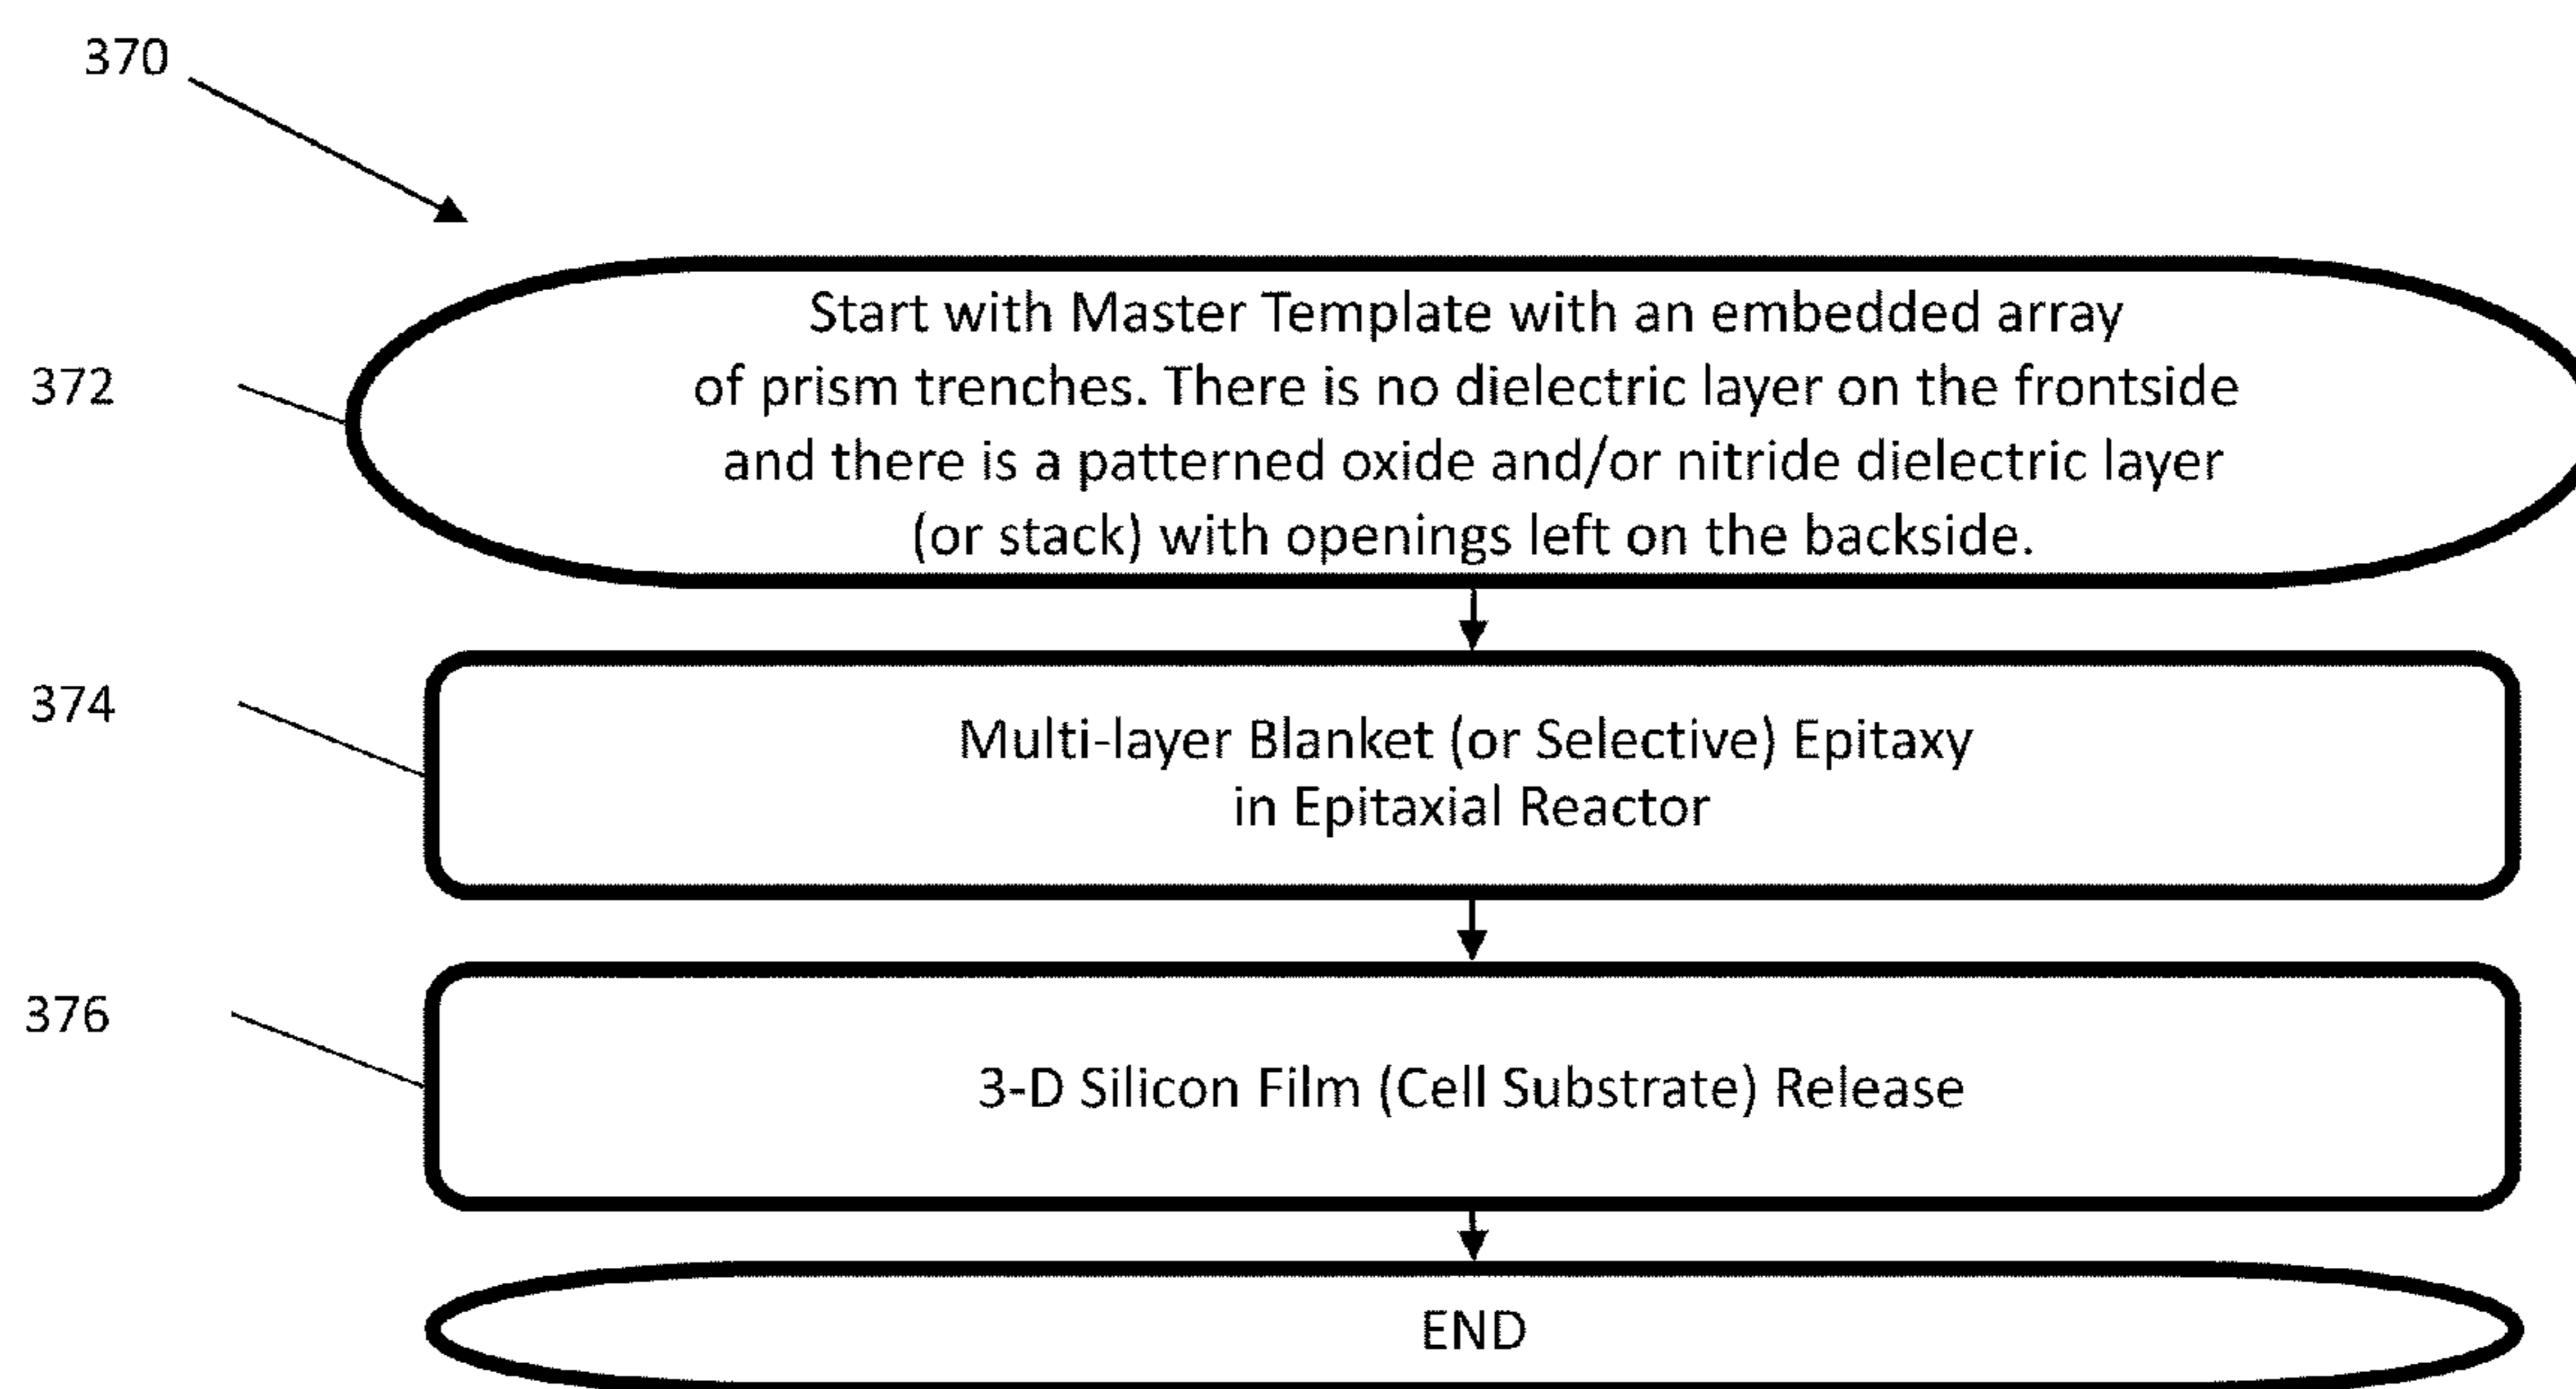 370
372
Start with Master Template with an embedded array
of prism trenches. There is no dielectric layer on the frontside
and there is a patterned oxide and/or nitride dielectric layer
(or stack) with openings left on the backside.
374
Multi-layer Blanket (or Selective) Epitaxy
in Epitaxial Reactor
376
3-D Silicon Film (Cell Substrate) Release
END